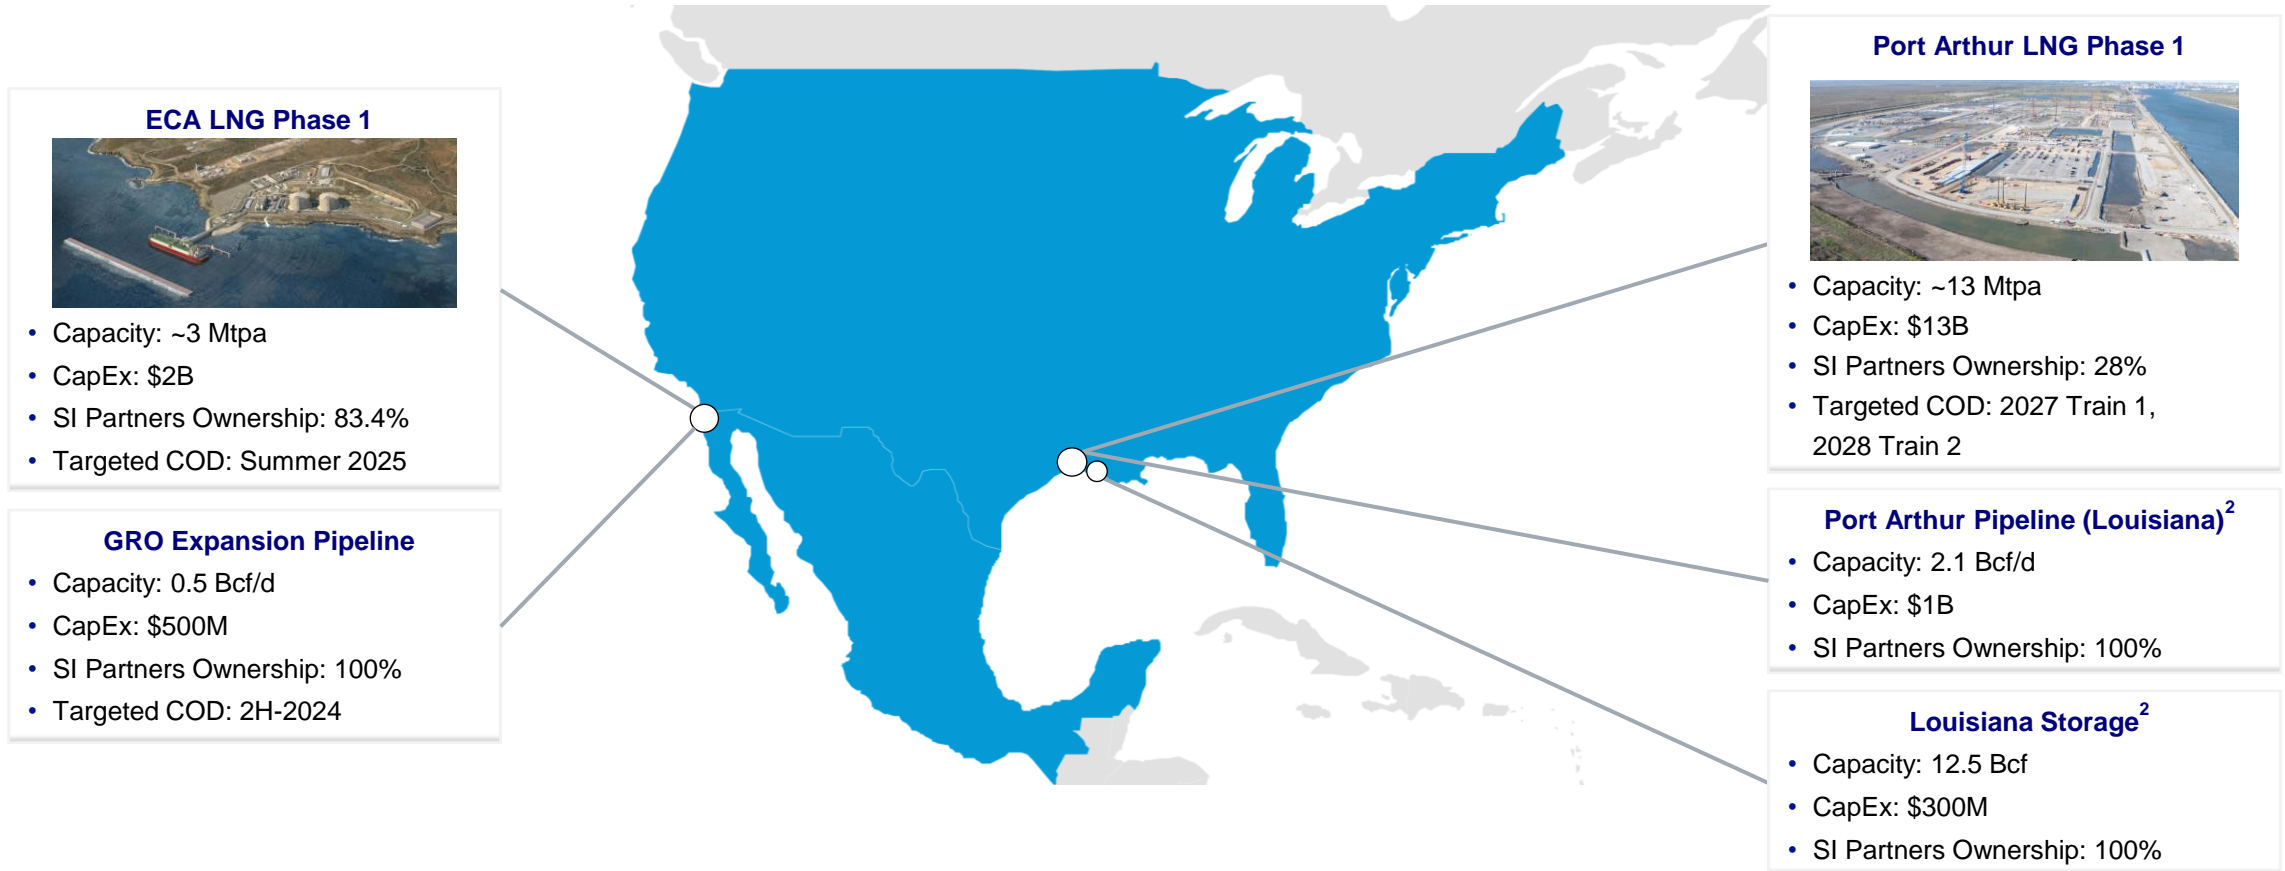 ECA LNG Phase 1
• Capacity: ~3 Mtpa
• CapEx: $2B
• SI Partners Ownership: 83.4%
• Targeted COD: Summer 2025
GRO Expansion Pipeline
• Capacity: 0.5 Bcf/d
• CapEx: $500M
• SI Partners Ownership: 100%
• Targeted COD: 2H-2024
Port Arthur LNG Phase 1
• Capacity: ~13 Mtpa
• CapEx: $13B
• SI Partners Ownership: 28%
• Targeted COD: 2027 Train 1,
2028 Train 2
Port Arthur Pipeline (Louisiana)²
• Capacity: 2.1 Bcf/d
• CapEx: $1B
• SI Partners Ownership: 100%
Louisiana Storage²
• Capacity: 12.5 Bcf
• CapEx: $300M
• SI Partners Ownership: 100%